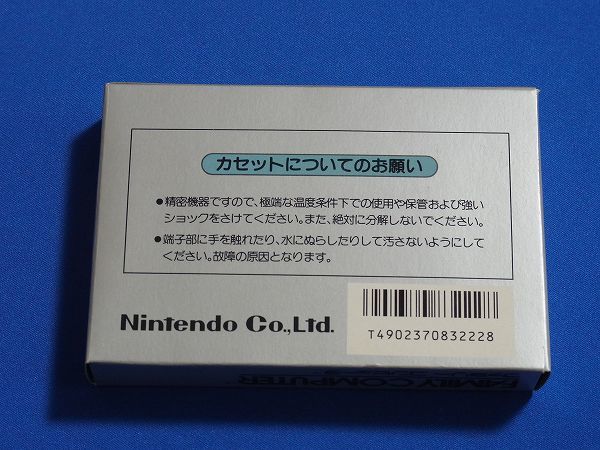 カセットについてのお願い
●精密機器ですので、極端な温度条件下での使用や保管および強い
ショックをさけてください。また、絶対に分解しないでください。
●端子部に手を触れたり、水にぬらしたりして汚さないようにして
ください。故障の原因となります。
Nintendo Co.,Ltd.
T4902370832228
FAMILY COMPUTER